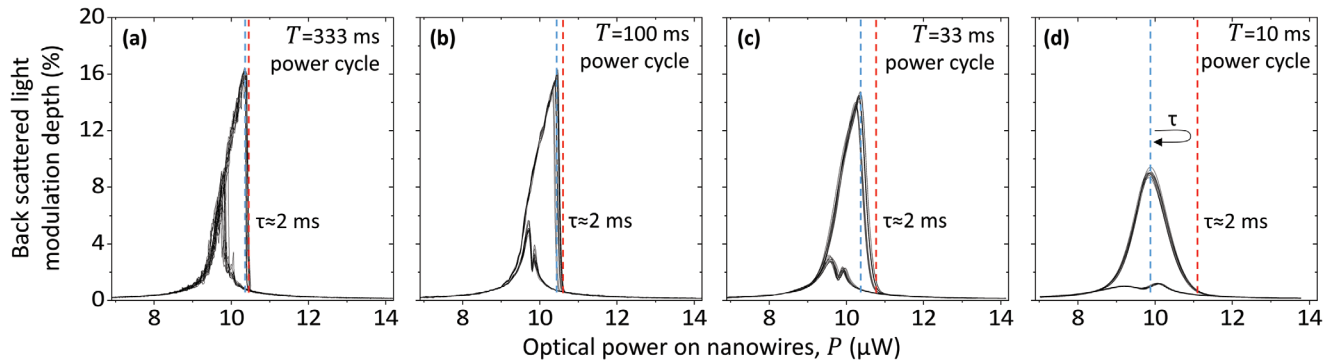 Back scattered light
modulation depth (%)
20
16
12
8
4
0
(a)
T=333 ms
power cycle
τ≈2 ms
8
10
12
14
(b)
T=100 ms
power cycle
τ≈2 ms
8
10
12
14
(c)
T=33 ms
power cycle
τ≈2 ms
8
10
12
14
(d)
T=10 ms
power cycle
τ
τ≈2 ms
8
10
12
14
Optical power on nanowires, P (μW)